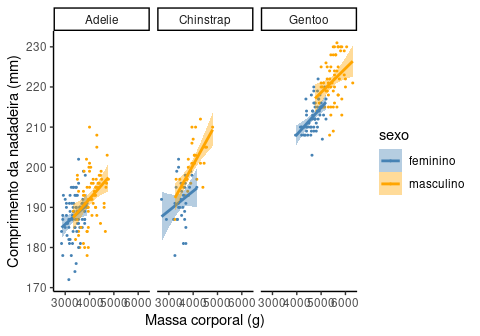 Adelie
Chinstrap
Gentoo
Comprimento da nadadeira (mm)
230
220
210
200
190
180
170
3000 4000 5000 6000
3000 4000 5000 6000
3000 4000 5000 6000
Massa corporal (g)
sexo
feminino
masculino